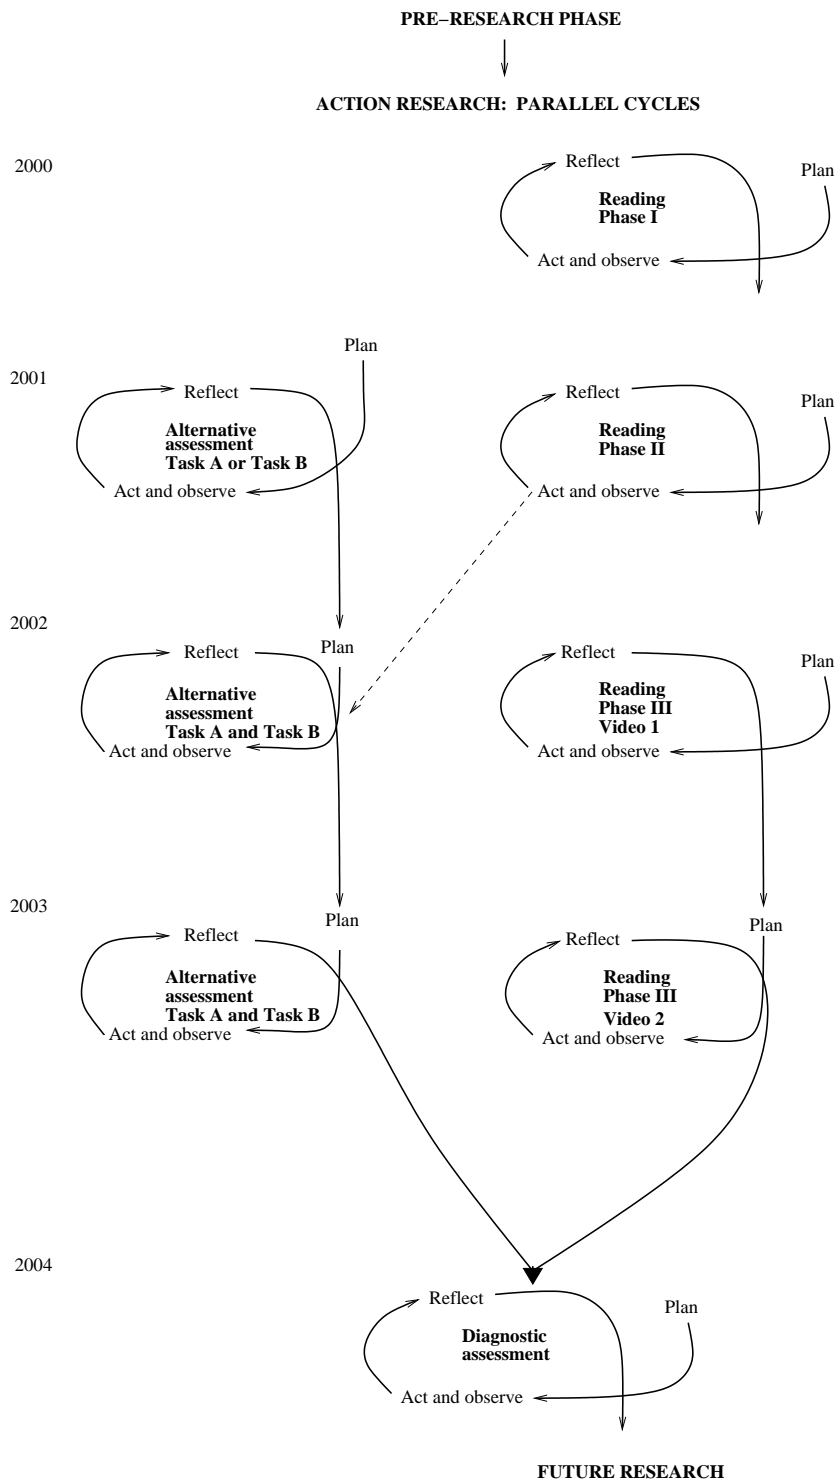 PRE−RESEARCH PHASE
ACTION RESEARCH: PARALLEL CYCLES
2000
Reflect
Plan
Reading
Phase I
Act and observe
2001
Plan
Reflect
Alternative
assessment
Task A or Task B
Act and observe
Reflect
Plan
Reading
Phase II
Act and observe
2002
Plan
Reflect
Alternative
assessment
Task A and Task B
Act and observe
Reflect
Plan
Reading
Phase III
Video 1
Act and observe
2003
Plan
Reflect
Alternative
assessment
Task A and Task B
Act and observe
Plan
Reflect
Reading
Phase III
Video 2
Act and observe
2004
Reflect
Plan
Diagnostic
assessment
Act and observe
FUTURE RESEARCH